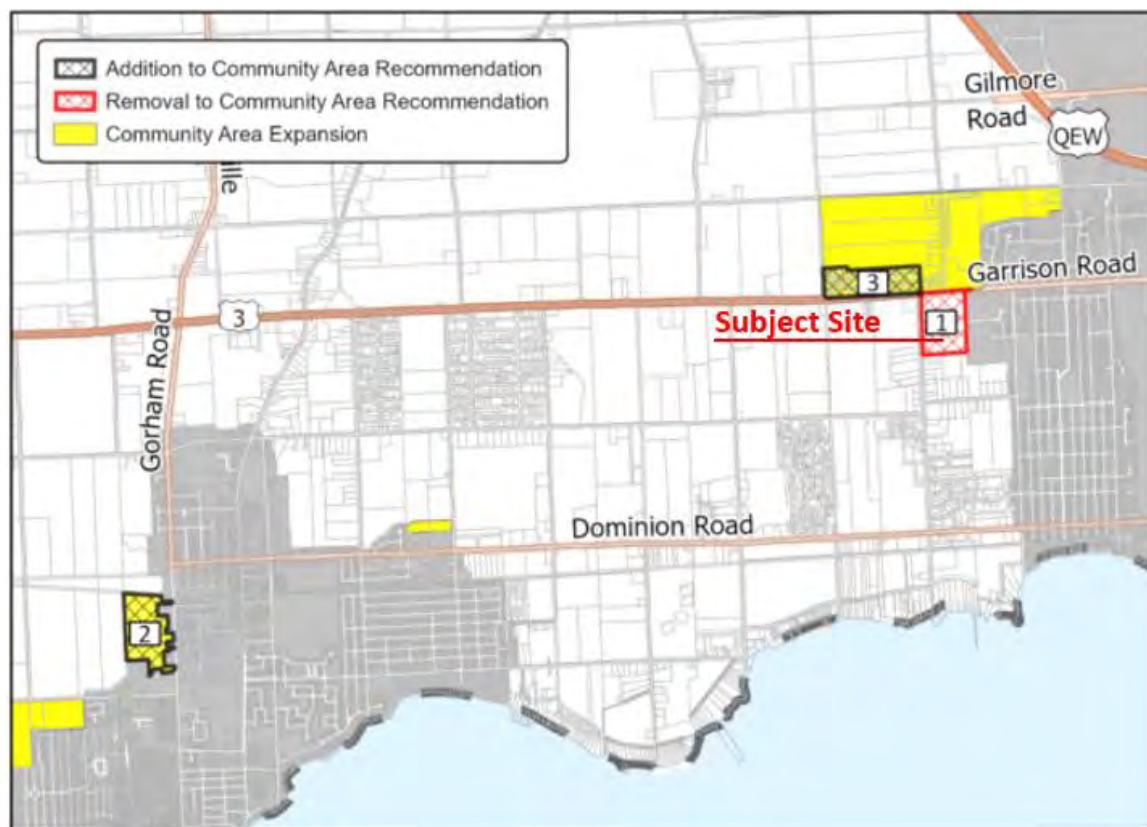 Addition to Community Area Recommendation
Removal to Community Area Recommendation
Community Area Expansion
Gilmore
Road
QEW
ille
3
Garrison Road
3
Subject Site
1
Gorham Road
Dominion Road
2